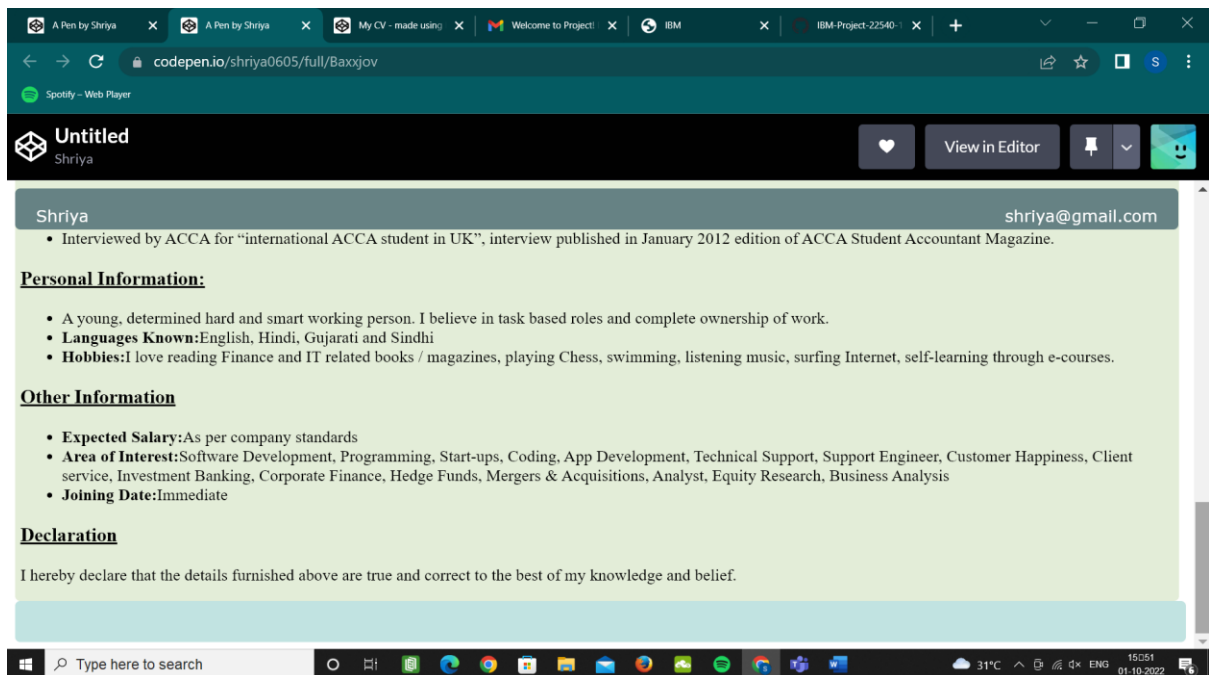 A Pen by Shriya
A Pen by Shriya
My CV - made using
Welcome to Project!
IBM
IBM-Project-22540-1
codepen.io/shriya0605/full/Baxxjov
S
Spotify – Web Player
Untitled
Shriya
View in Editor
Shriya shriya@gmail.com
• Interviewed by ACCA for “international ACCA student in UK”, interview published in January 2012 edition of ACCA Student Accountant Magazine.
Personal Information:
• A young, determined hard and smart working person. I believe in task based roles and complete ownership of work.
• Languages Known:English, Hindi, Gujarati and Sindhi
• Hobbies:I love reading Finance and IT related books / magazines, playing Chess, swimming, listening music, surfing Internet, self-learning through e-courses.
Other Information
• Expected Salary:As per company standards
• Area of Interest:Software Development, Programming, Start-ups, Coding, App Development, Technical Support, Support Engineer, Customer Happiness, Client
service, Investment Banking, Corporate Finance, Hedge Funds, Mergers & Acquisitions, Analyst, Equity Research, Business Analysis
• Joining Date:Immediate
Declaration
I hereby declare that the details furnished above are true and correct to the best of my knowledge and belief.
Type here to search
31°C
ENG
15▯51
01-10-2022
6